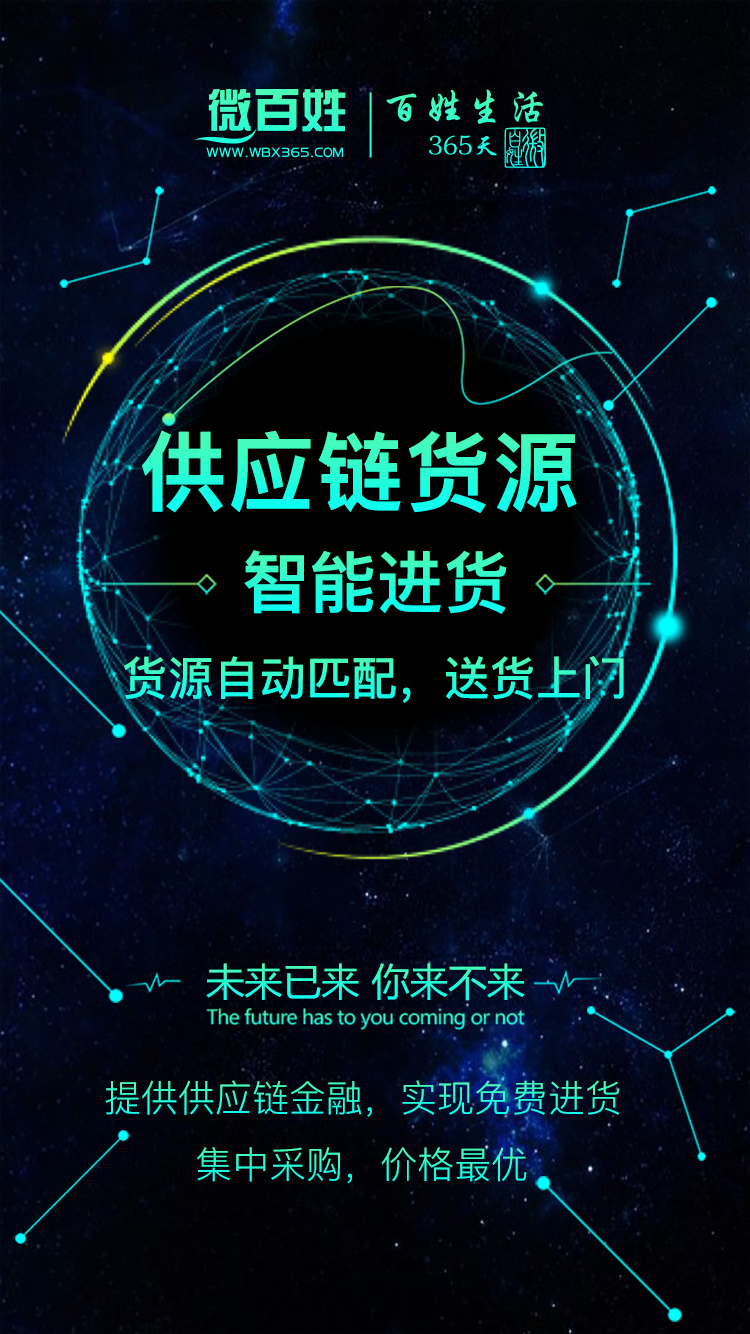 微百姓
WWW.WBX365.COM
百姓生活
365天
微百姓
供应链货源
智能进货
货源自动匹配，送货上门
未来已来 你来不来
The future has to you coming or not
提供供应链金融，实现免费进货
集中采购，价格最优